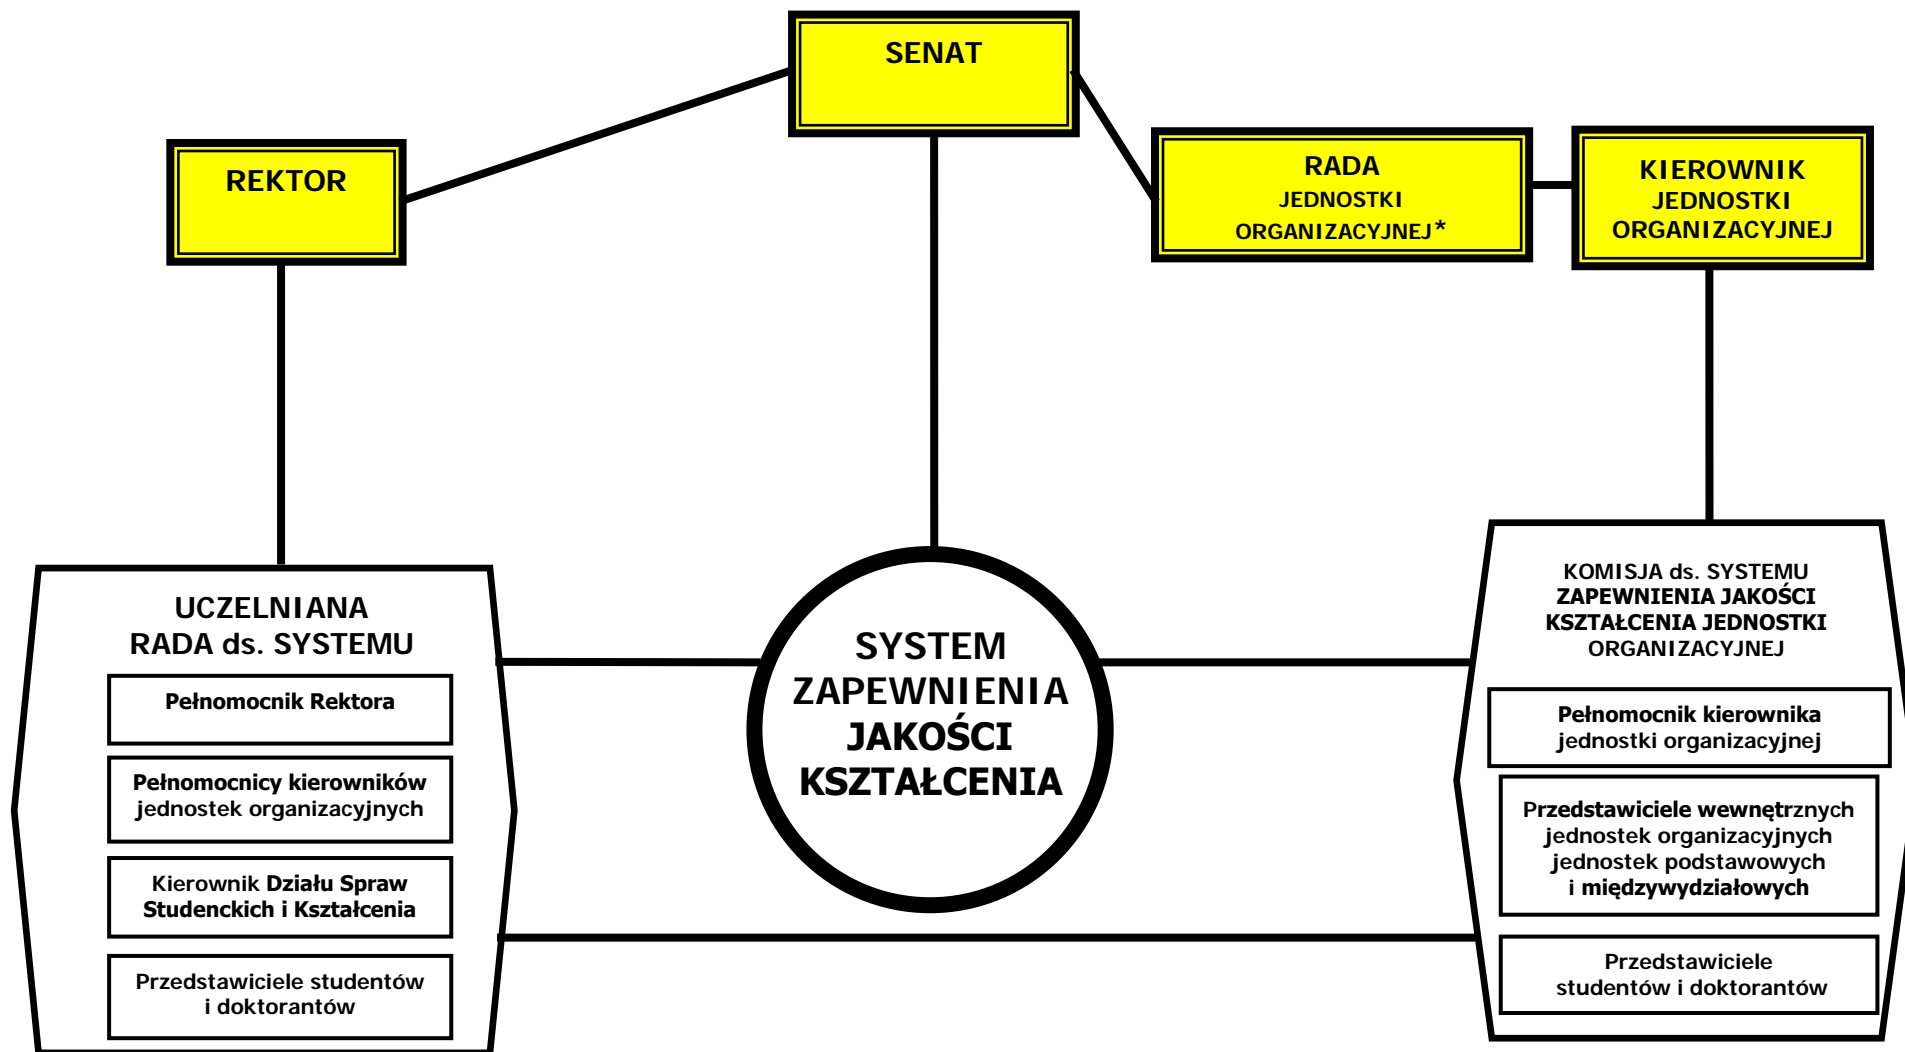 SENAT
REKTOR
RADA
JEDNOSTKI
ORGANIZACYJNEJ*
KIEROWNIK
JEDNOSTKI
ORGANIZACYJNEJ
UCZELNIANA
RADA ds. SYSTEMU
Pełnomocnik Rektora
Pełnomocnicy kierowników
jednostek organizacyjnych
Kierownik Działu Spraw
Studenckich i Kształcenia
Przedstawiciele studentów
i doktorantów
SYSTEM
ZAPEWNIENIA
JAKOŚCI
KSZTAŁCENIA
KOMISJA ds. SYSTEMU
ZAPEWNIENIA JAKOŚCI
KSZTAŁCENIA JEDNOSTKI
ORGANIZACYJNEJ
Pełnomocnik kierownika
jednostki organizacyjnej
Przedstawiciele wewnętrznych
jednostek organizacyjnych
jednostek podstawowych
i międzywydziałowych
Przedstawiciele
studentów i doktorantów